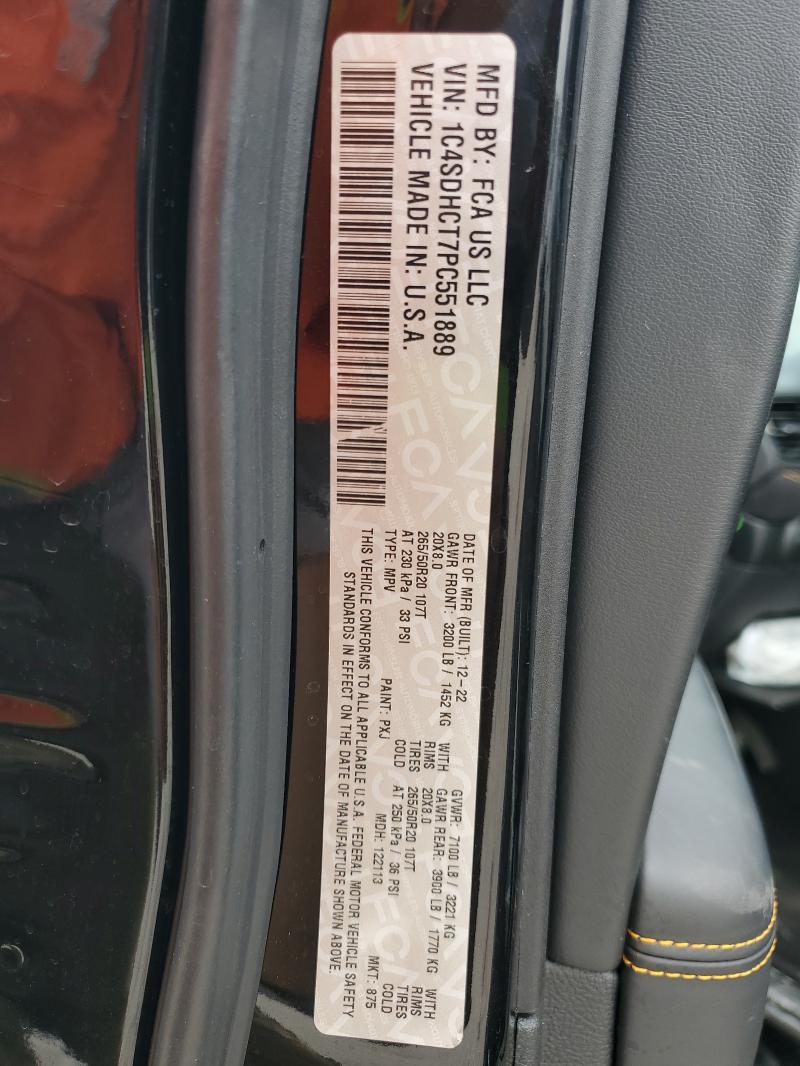 MFD BY: FCA US LLC
VIN: 1C4SDHCT7PC551889
VEHICLE MADE IN: U.S.A.
DATE OF MFR (BUILT): 12-22 GVWR: 7100 LB / 3221 KG
GAWR FRONT: 3200 LB / 1452 KG WITH GAWR REAR: 3900 LB / 1770 KG WITH
20X8.0 RIMS 20X8.0 RIMS
265/50R20 107T TIRES 265/50R20 107T TIRES
AT 230 kPa / 33 PSI COLD AT 250 kPa / 36 PSI COLD
TYPE: MPV PAINT: PXJ MDH: 122113 MKT: 875
THIS VEHICLE CONFORMS TO ALL APPLICABLE U.S.A. FEDERAL MOTOR VEHICLE SAFETY
STANDARDS IN EFFECT ON THE DATE OF MANUFACTURE SHOWN ABOVE.